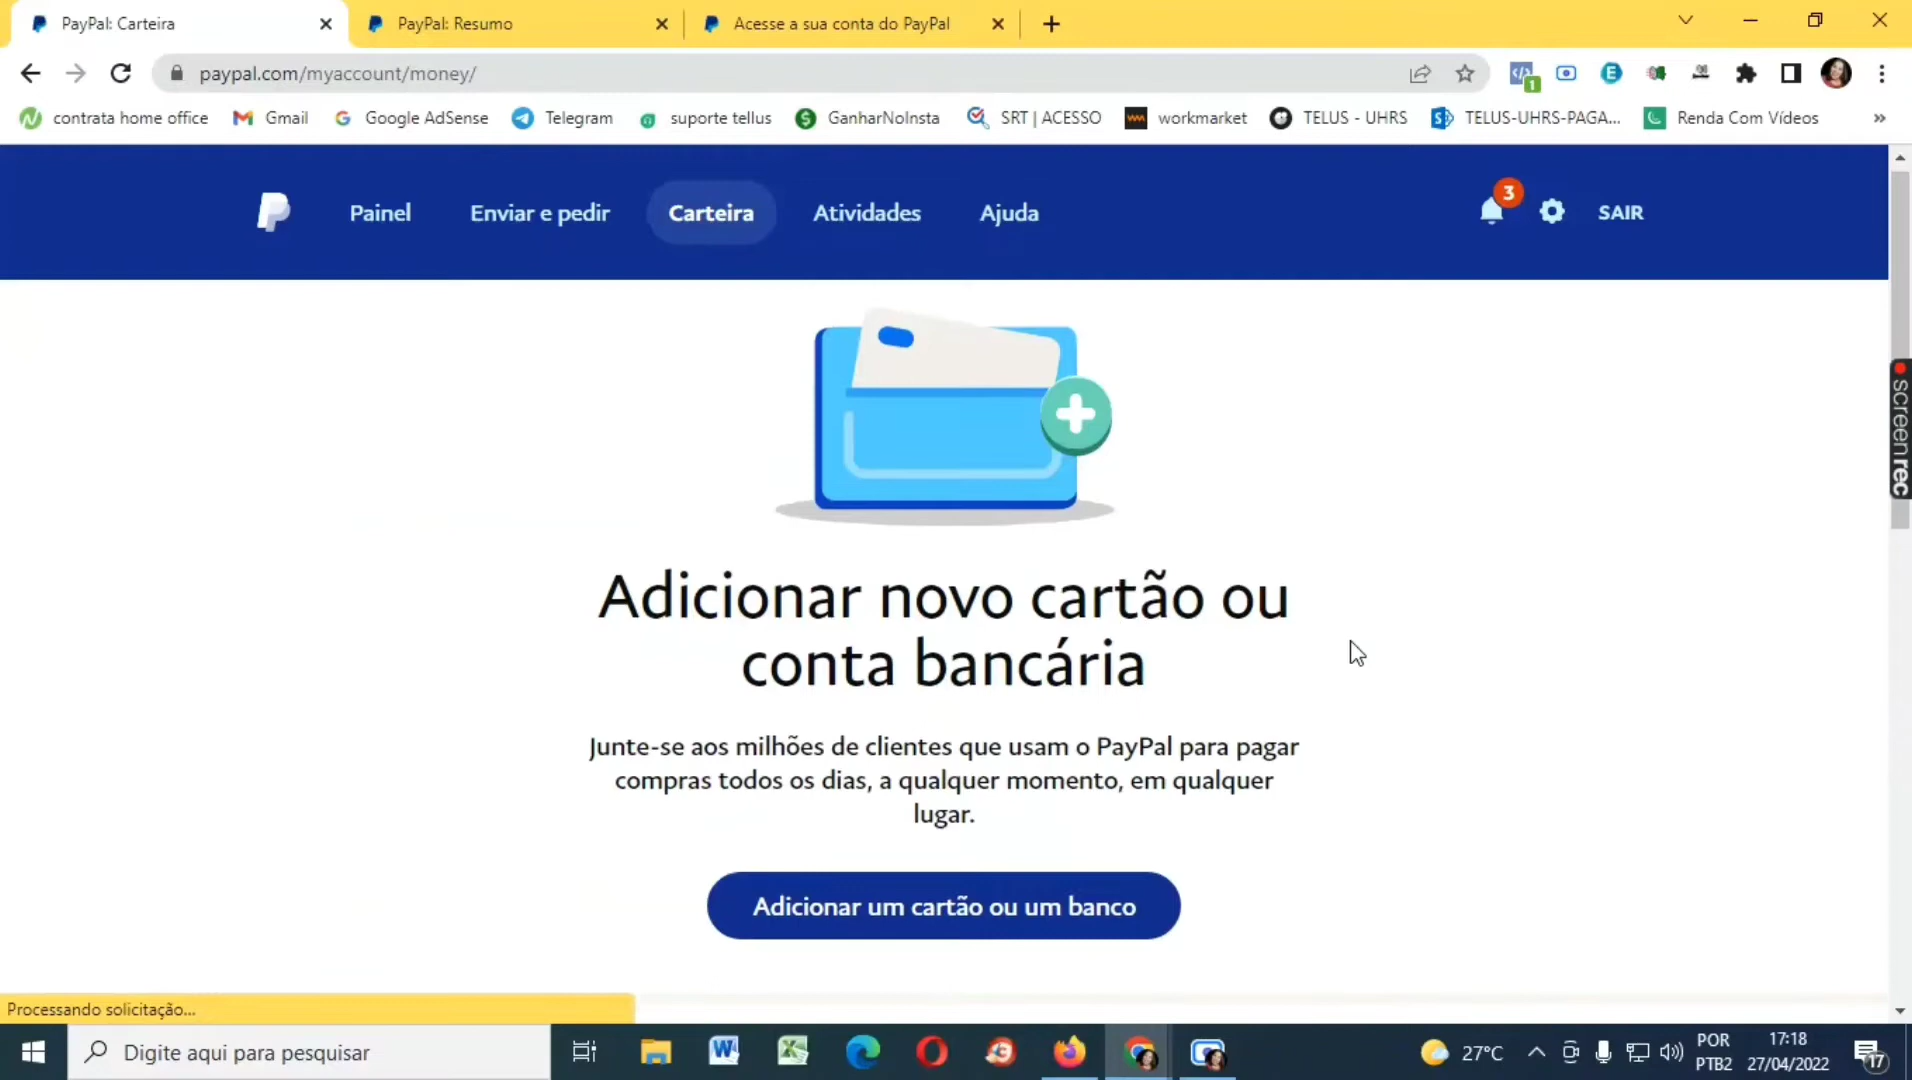 PayPal: Carteira
PayPal: Resumo
Acesse a sua conta do PayPal
paypal.com/myaccount/money/
1
contrata home office
Gmail
Google AdSense
Telegram
suporte tellus
GanharNoInsta
SRT | ACESSO
workmarket
TELUS - UHRS
TELUS-UHRS-PAGA...
Renda Com Vídeos
»
Painel
Enviar e pedir
Carteira
Atividades
Ajuda
3
SAIR
screenrec
Adicionar novo cartão ou
conta bancária
Junte-se aos milhões de clientes que usam o PayPal para pagar
compras todos os dias, a qualquer momento, em qualquer
lugar.
Adicionar um cartão ou um banco
Processando solicitação...
Digite aqui para pesquisar
27°C
POR
PTB2
17:18
27/04/2022
17